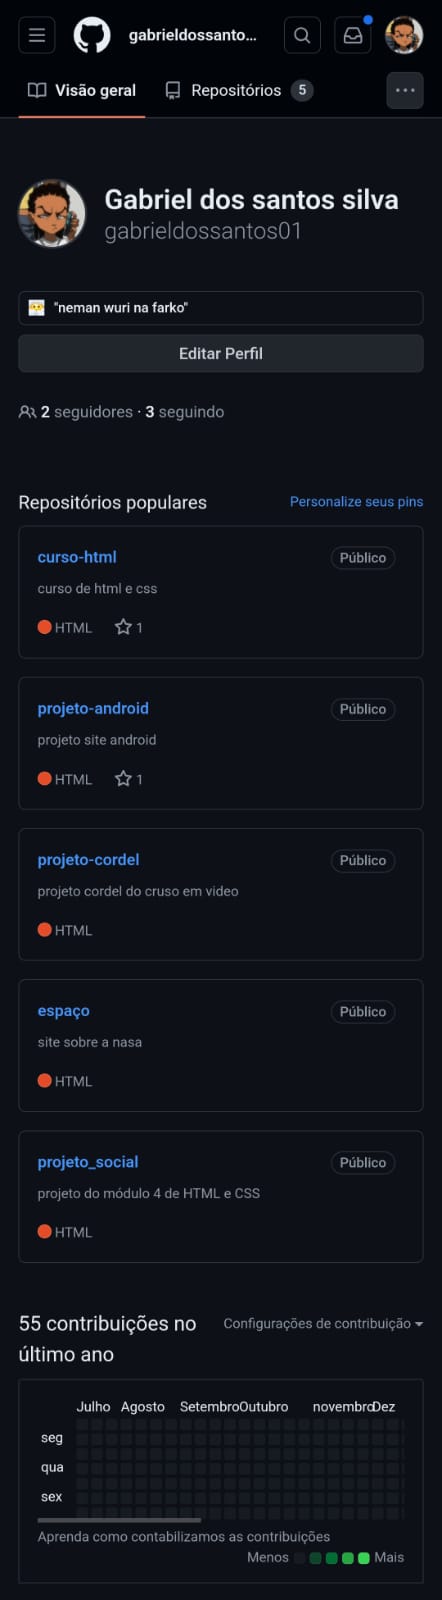 gabrieldossanto...
Visão geral
Repositórios 5
Gabriel dos santos silva
gabrieldossantos01
"neman wuri na farko"
Editar Perfil
2 seguidores · 3 seguindo
Repositórios populares
Personalize seus pins
curso-html
Público
curso de html e css
HTML 1
projeto-android
Público
projeto site android
HTML 1
projeto-cordel
Público
projeto cordel do cruso em video
HTML
espaço
Público
site sobre a nasa
HTML
projeto_social
Público
projeto do módulo 4 de HTML e CSS
HTML
55 contribuições no
último ano
Configurações de contribuição
Julho Agosto Setembro Outubro novembro Dez
seg
qua
sex
Aprenda como contabilizamos as contribuições
Menos Mais